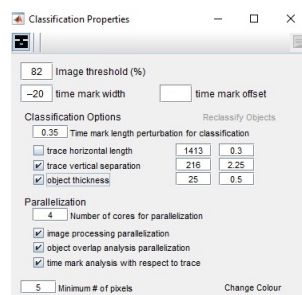 Classification Properties
82 Image threshold (%)
–20 time mark width time mark offset
Classification Options Reclassify Objects
0.35 Time mark length perturbation for classification
trace horizontal length 1413 0.3
trace vertical separation 216 2.25
object thickness 25 0.5
Parallelization
4 Number of cores for parallelization
image processing parallelization
object overlap analysis parallelization
time mark analysis with respect to trace
5 Minimum # of pixels Change Colour